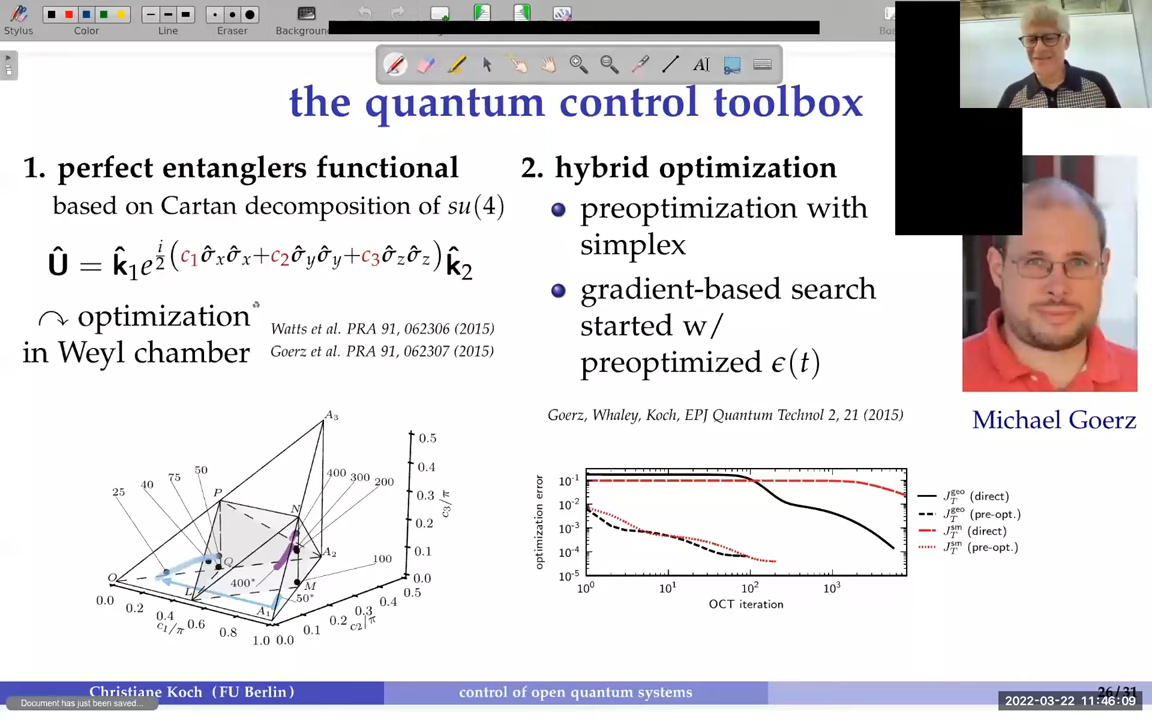 Stylus
Color
Line
Eraser
Background
the quantum control toolbox
1. perfect entanglers functional
based on Cartan decomposition of su(4)
Û = k̂₁e^{i/2(c₁σ̂ₓσ̂ₓ+c₂σ̂_yσ̂_y+c₃σ̂_zσ̂_z)}k̂₂
↷ optimization
in Weyl chamber
Watts et al. PRA 91, 062306 (2015)
Goerz et al. PRA 91, 062307 (2015)
2. hybrid optimization
preoptimization with
simplex
gradient-based search
started w/
preoptimized ϵ(t)
Goerz, Whaley, Koch, EPJ Quantum Technol 2, 21 (2015)
Michael Goerz
A₃
0.5
0.4
0.3
0.2
0.1
0.0
c₃/π
25
40
75
50
400
300
200
100
P
N
Q
A₂
O
L
M
A₁
400*
50*
0.0
0.2
0.4
0.6
0.8
1.0
c₁/π
0.0
0.1
0.2
0.3
0.4
0.5
c₂/π
optimization error
10⁻¹
10⁻²
10⁻³
10⁻⁴
10⁻⁵
10⁰
10¹
10²
10³
OCT iteration
J_T^geo (direct)
J_T^geo (pre-opt.)
J_T^sm (direct)
J_T^sm (pre-opt.)
Christiane Koch (FU Berlin)
control of open quantum systems
26/31
Document has just been saved...
2022-03-22 11:46:09